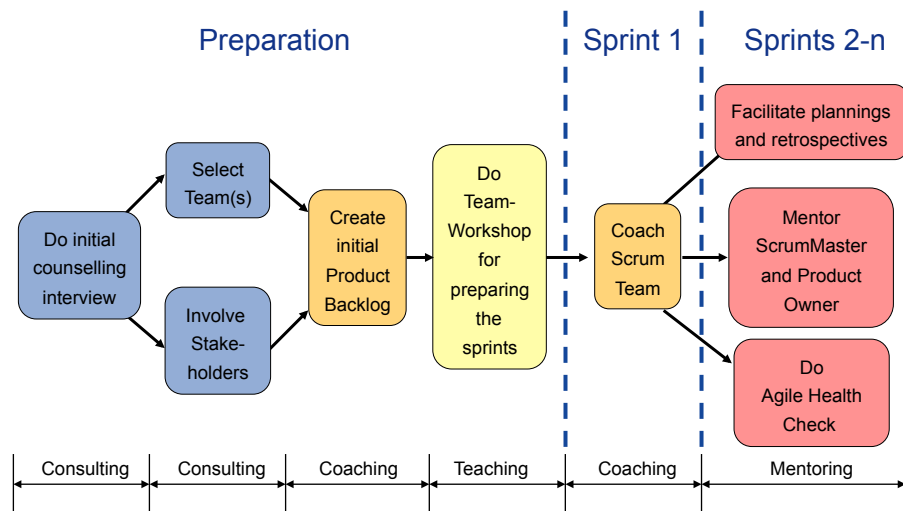 Preparation
Sprint 1
Sprints 2-n
Do initial
counselling
interview
Select
Team(s)
Involve
Stake-
holders
Create
initial
Product
Backlog
Do
Team-
Workshop
for
preparing
the
sprints
Coach
Scrum
Team
Facilitate plannings
and retrospectives
Mentor
ScrumMaster
and Product
Owner
Do
Agile Health
Check
Consulting
Consulting
Coaching
Teaching
Coaching
Mentoring